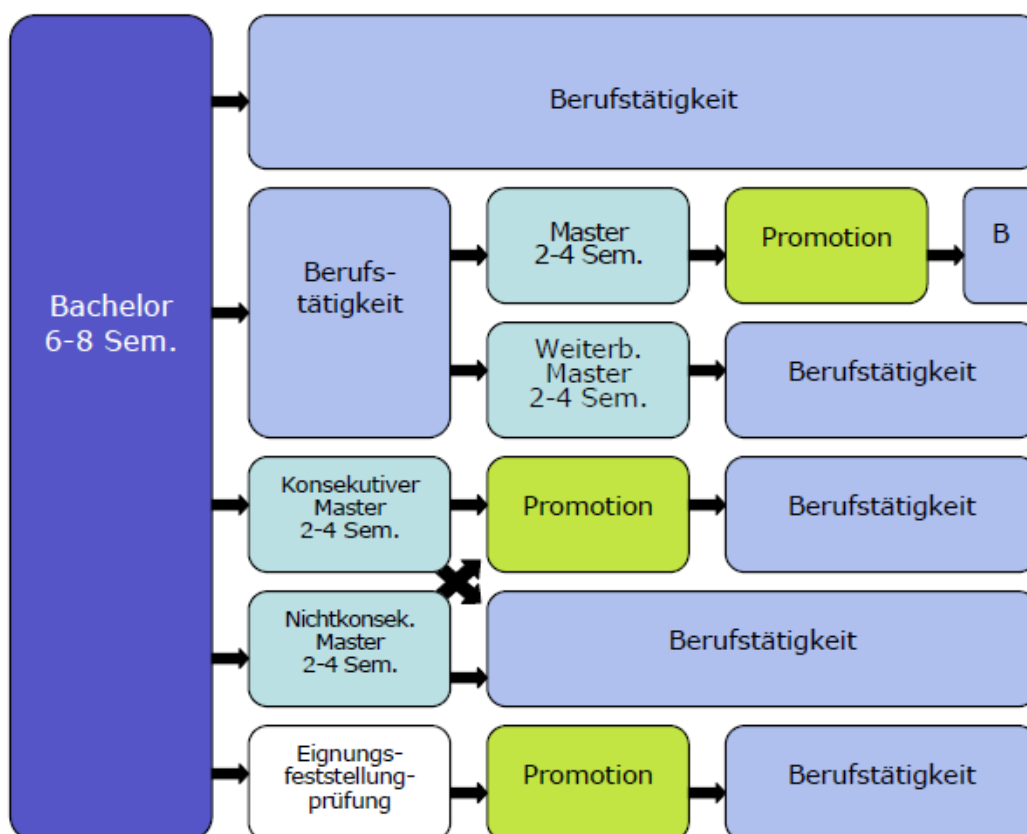 Bachelor
6-8 Sem.
Berufstätigkeit
Berufs-
tätigkeit
Master
2-4 Sem.
Promotion
B
Weiterb.
Master
2-4 Sem.
Berufstätigkeit
Konsekutiver
Master
2-4 Sem.
Promotion
Berufstätigkeit
Nichtkonsek.
Master
2-4 Sem.
Berufstätigkeit
Eignungs-
feststellung-
prüfung
Promotion
Berufstätigkeit